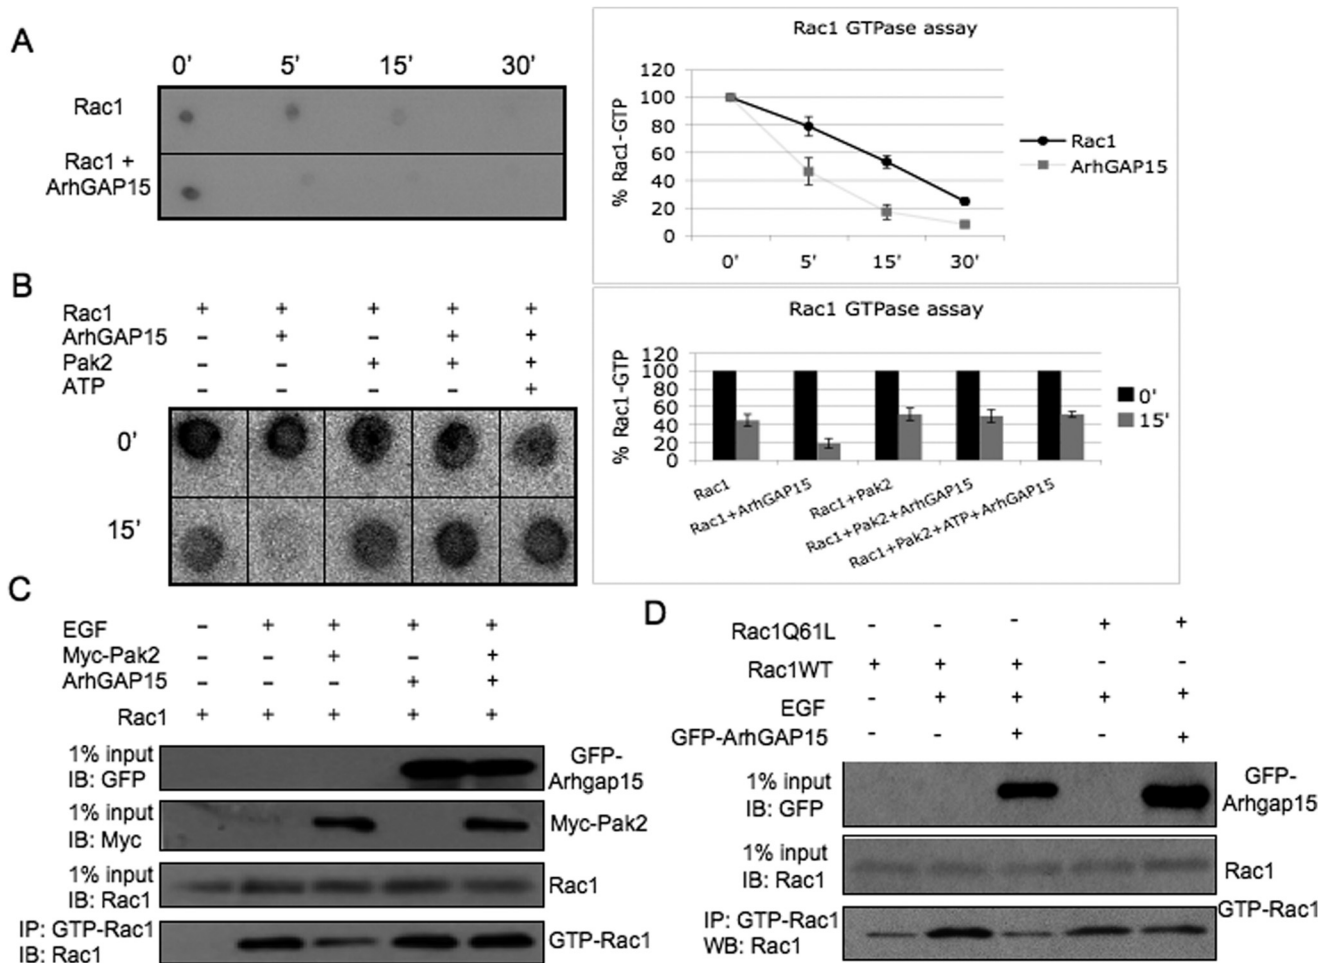 A
0' 5' 15' 30'
Rac1
Rac1 +
ArhGAP15
Rac1 GTPase assay
% Rac1-GTP
120
100
80
60
40
20
0
0' 5' 15' 30'
Rac1
ArhGAP15
B
Rac1 + + + + +
ArhGAP15 – + – + +
Pak2 – – + + +
ATP – – – – +
0'
15'
Rac1 GTPase assay
% Rac1-GTP
120
100
80
60
40
20
0
0'
15'
Rac1
Rac1+ArhGAP15
Rac1+Pak2
Rac1+Pak2+ArhGAP15
Rac1+Pak2+ATP+ArhGAP15
C
EGF – + + + +
Myc-Pak2 – – + – +
ArhGAP15 – – – + +
Rac1 + + + + +
1% input
IB: GFP
GFP-
Arhgap15
1% input
IB: Myc
Myc-Pak2
1% input
IB: Rac1
Rac1
IP: GTP-Rac1
IB: Rac1
GTP-Rac1
D
Rac1Q61L - - - + +
Rac1WT + + + - -
EGF - + + + +
GFP-ArhGAP15 - - + - +
1% input
IB: GFP
GFP-
Arhgap15
1% input
IB: Rac1
Rac1
IP: GTP-Rac1
WB: Rac1
GTP-Rac1